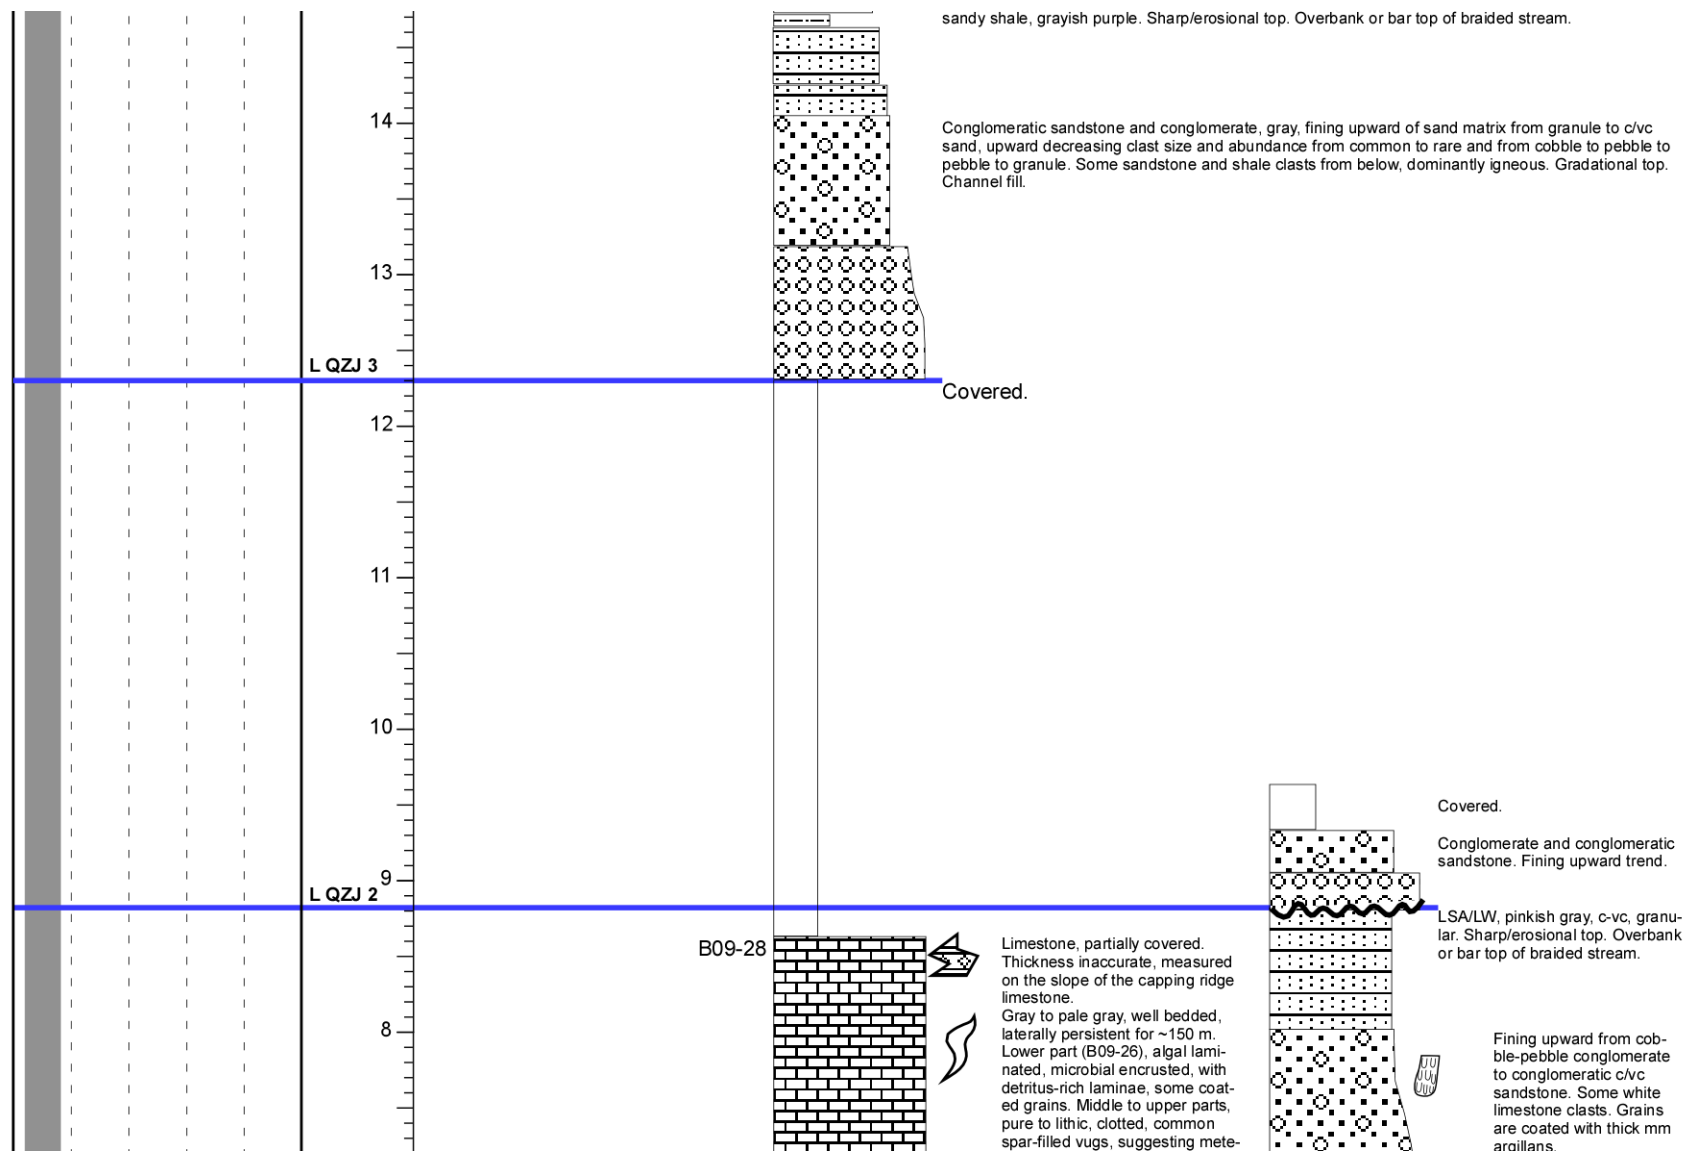 sandy shale, grayish purple. Sharp/erosional top. Overbank or bar top of braided stream.
14
Conglomeratic sandstone and conglomerate, gray, fining upward of sand matrix from granule to c/vc
sand, upward decreasing clast size and abundance from common to rare and from cobble to pebble to
pebble to granule. Some sandstone and shale clasts from below, dominantly igneous. Gradational top.
Channel fill.
13
L QZJ 3
Covered.
12
11
10
Covered.
Conglomerate and conglomeratic
sandstone. Fining upward trend.
9
L QZJ 2
LSA/LW, pinkish gray, c-vc, granu-
lar. Sharp/erosional top. Overbank
or bar top of braided stream.
B09-28
Limestone, partially covered.
Thickness inaccurate, measured
on the slope of the capping ridge
limestone.
Gray to pale gray, well bedded,
laterally persistent for ~150 m.
Lower part (B09-26), algal lami-
nated, microbial encrusted, with
detritus-rich laminae, some coat-
ed grains. Middle to upper parts,
pure to lithic, clotted, common
spar-filled vugs, suggesting mete-
8
Fining upward from cob-
ble-pebble conglomerate
to conglomeratic c/vc
sandstone. Some white
limestone clasts. Grains
are coated with thick mm
argillans.